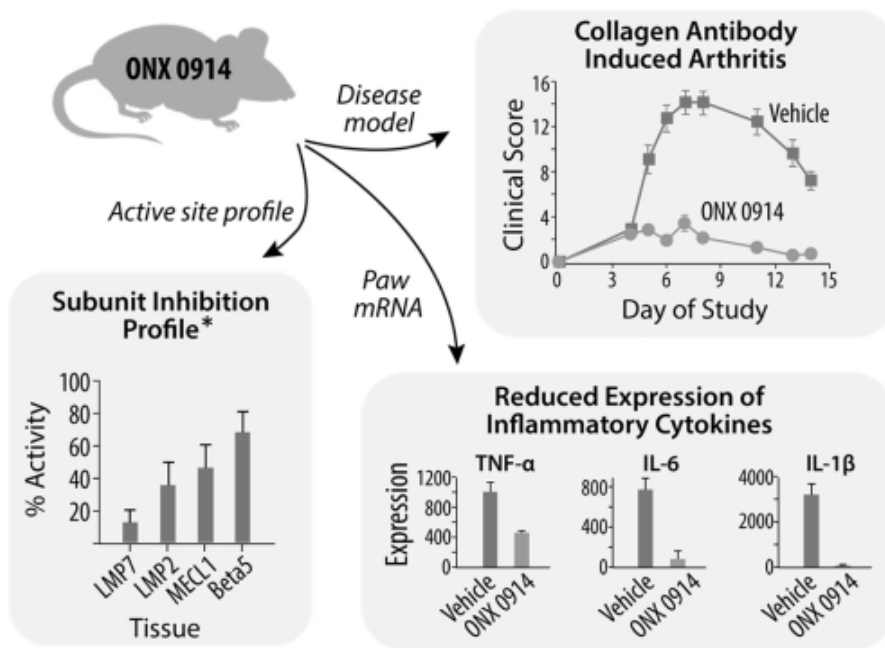 ONX 0914
Disease
model
Active site profile
Paw
mRNA
Collagen Antibody
Induced Arthritis
Clinical Score
16
12
8
4
0
Vehicle
ONX 0914
0 3 6 9 12 15
Day of Study
Subunit Inhibition
Profile*
% Activity
100
80
60
40
20
LMP7 LMP2 MECL1 Beta5
Tissue
Reduced Expression of
Inflammatory Cytokines
Expression
TNF-α
1200
800
400
0
Vehicle ONX 0914
IL-6
800
400
0
Vehicle ONX 0914
IL-1β
4000
2000
0
Vehicle ONX 0914